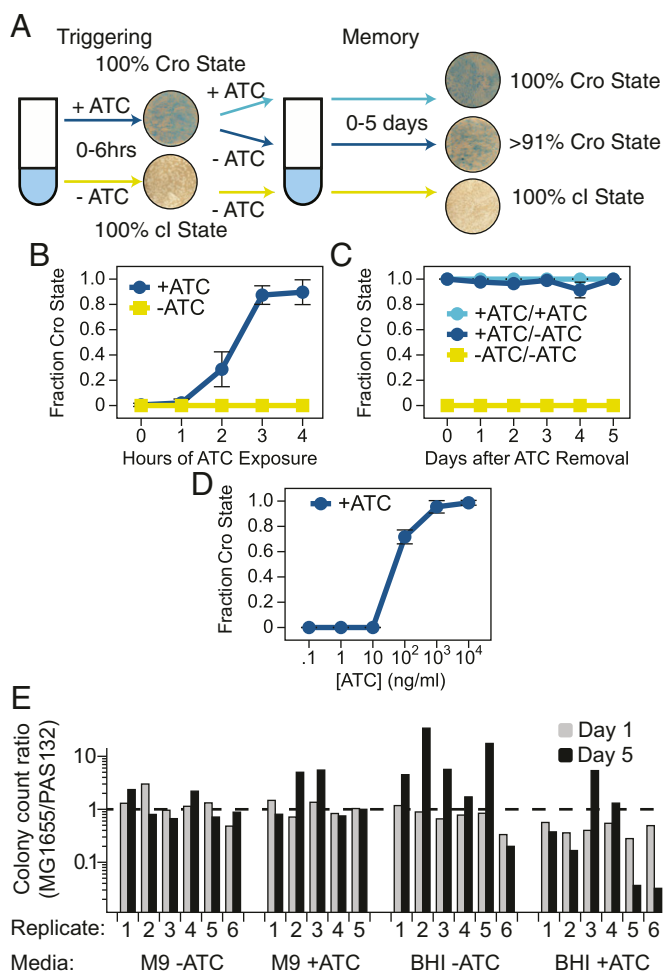 A
Triggering
Memory
100% Cro State
+ ATC
+ ATC
100% Cro State
0-6hrs
0-5 days
>91% Cro State
- ATC
- ATC
- ATC
100% cI State
100% cI State
B
C
1.0
0.8
0.6
0.4
0.2
0
Fraction Cro State
+ATC
-ATC
0 1 2 3 4
Hours of ATC Exposure
1.0
0.8
0.6
0.4
0.2
0
Fraction Cro State
+ATC/+ATC
+ATC/-ATC
-ATC/-ATC
0 1 2 3 4 5
Days after ATC Removal
D
1.0
0.8
0.6
0.4
0.2
0
Fraction Cro State
+ATC
.1 1 10 10² 10³ 10⁴
[ATC] (ng/ml)
E
Colony count ratio
(MG1655/PAS132)
10
1
0.1
Day 1
Day 5
Replicate: 1 2 3 4 5 6 1 2 3 4 5 1 2 3 4 5 6 1 2 3 4 5 6
Media: M9 -ATC M9 +ATC BHI -ATC BHI +ATC